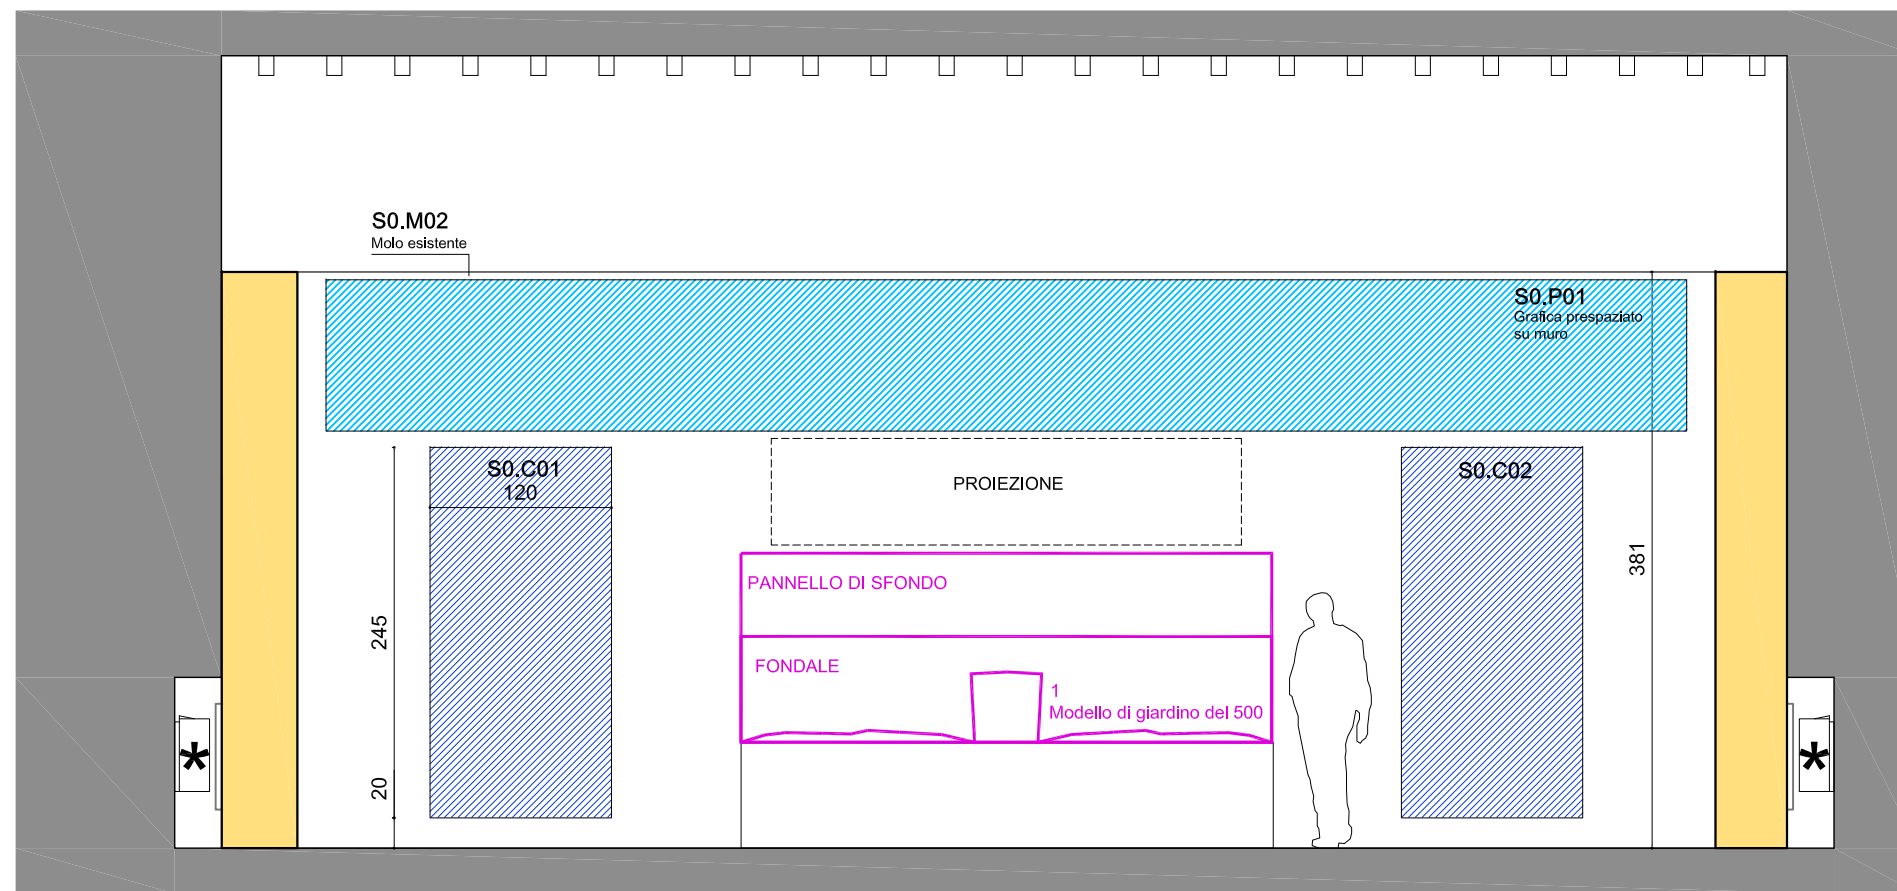 S0.M02
Molo esistente
S0.P01
Grafica prespaziato
su muro
S0.C01
120
PROIEZIONE
S0.C02
381
PANNELLO DI SFONDO
245
FONDALE
1
Modello di giardino del 500
*
*
20